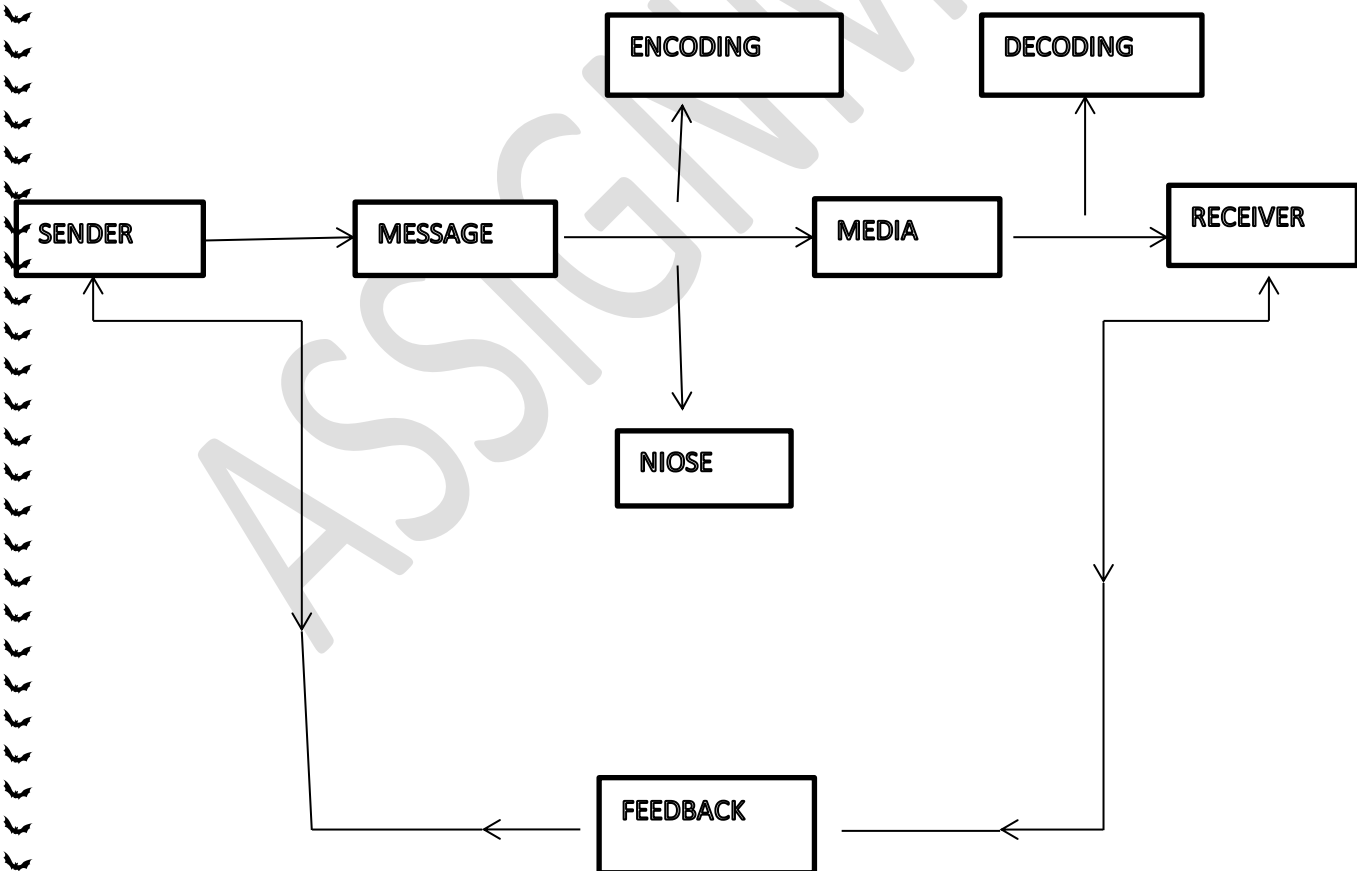 ENCODING
DECODING
SENDER
MESSAGE
MEDIA
RECEIVER
NIOSE
FEEDBACK
ASSIGNM